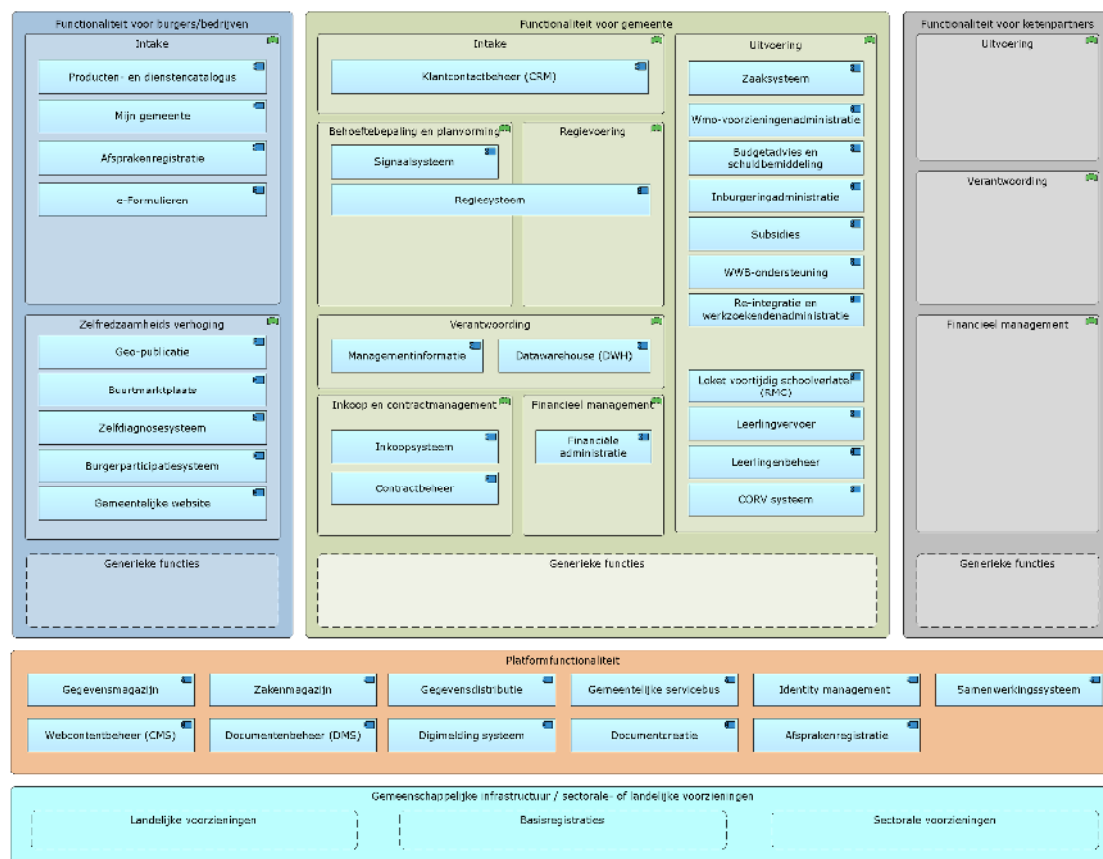 Functionaliteit voor burgers/bedrijven
Intake
Producten- en dienstencatalogus
Mijn gemeente
Afsprakenregistratie
e-Formulieren
Zelfredzaamheids verhoging
Geo-publicatie
Buurtmarktplaats
Zelfdiagnosesysteem
Burgerparticipatiesysteem
Gemeentelijke website
Generieke functies
Functionaliteit voor gemeente
Intake
Klantcontactbeheer (CRM)
Behoeftebepaling en planvorming
Signaalsysteem
Regievoering
Regiesysteem
Verantwoording
Managementinformatie
Datawarehouse (DWH)
Inkoop en contractmanagement
Inkoopsysteem
Contractbeheer
Financieel management
Financiële
administratie
Uitvoering
Zaaksysteem
Wmo-voorzieningenadministratie
Budgetadvies en
schuldbemiddeling
Inburgeringadministratie
Subsidies
WWB-ondersteuning
Re-integratie en
werkzoekendenadministratie
Loket voortijdig schoolverlater
(RMC)
Leerlingvervoer
Leerlingenbeheer
CORV systeem
Generieke functies
Functionaliteit voor ketenpartners
Uitvoering
Verantwoording
Financieel management
Generieke functies
Platformfunctionaliteit
Gegevensmagazijn
Zakenmagazijn
Gegevensdistributie
Gemeentelijke servicebus
Identity management
Samenwerkingssysteem
Webcontentbeheer (CMS)
Documentenbeheer (DMS)
Digimelding systeem
Documentcreatie
Afsprakenregistratie
Gemeenschappelijke infrastructuur / sectorale- of landelijke voorzieningen
Landelijke voorzieningen
Basisregistraties
Sectorale voorzieningen